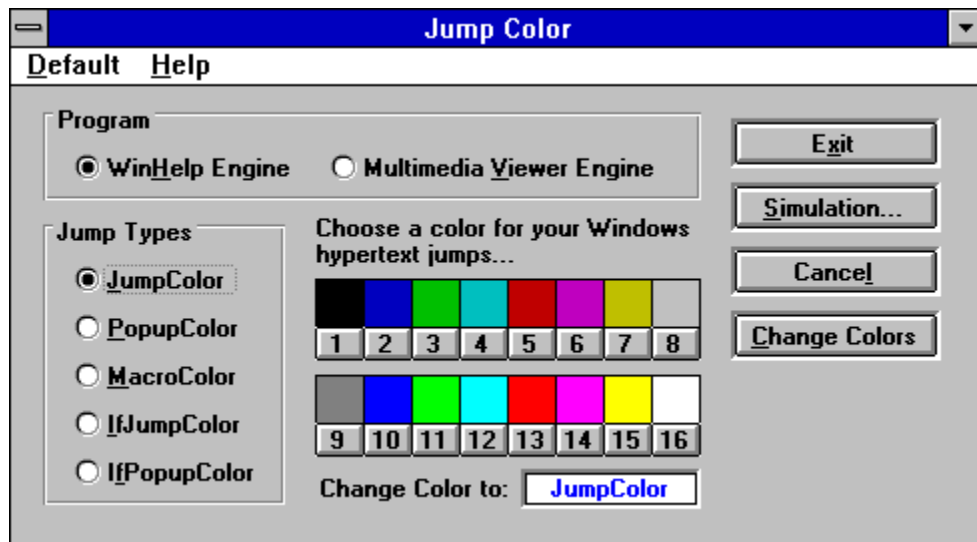 Jump Color
Default Help
Program
WinHelp Engine Multimedia Viewer Engine
Exit
Simulation...
Cancel
Change Colors
Jump Types
JumpColor
PopupColor
MacroColor
IfJumpColor
IfPopupColor
Choose a color for your Windows
hypertext jumps...
1 2 3 4 5 6 7 8
9 10 11 12 13 14 15 16
Change Color to: JumpColor